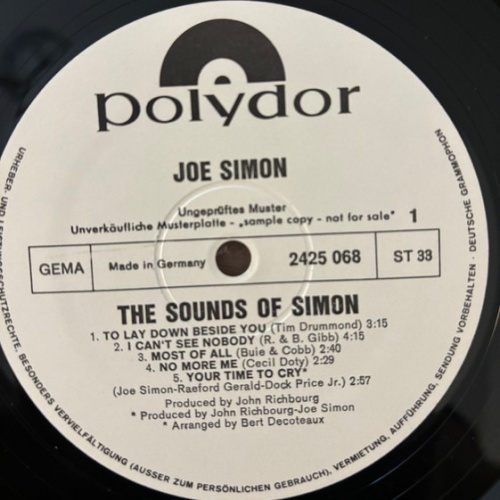 polydor
JOE SIMON
Ungeprüftes Muster
Unverkäufliche Musterplatte - „sample copy - not for sale" 1
GEMA Made in Germany 2425 068 ST 33
THE SOUNDS OF SIMON
1. TO LAY DOWN BESIDE YOU (Tim Drummond) 3:15
2. I CAN'T SEE NOBODY (R. & B. Gibb) 4:15
3. MOST OF ALL (Buie & Cobb) 2:40
4. NO MORE ME (Cecil Doty) 2:29
5. YOUR TIME TO CRY*
(Joe Simon-Raeford Gerald-Dock Price Jr.) 2:57
Produced by John Richbourg
* Produced by John Richbourg-Joe Simon
* Arranged by Bert Decoteaux
URHEBER- UND BESONDERS VERVIELFÄLTIGUNG (AUSSER ZUM PERSÖNLICHEN GEBRAUCH), VERMIETUNG, AUFFÜHRUNG, SENDUNG VORBEHALTEN · DEUTSCHE GRAMMOPHON